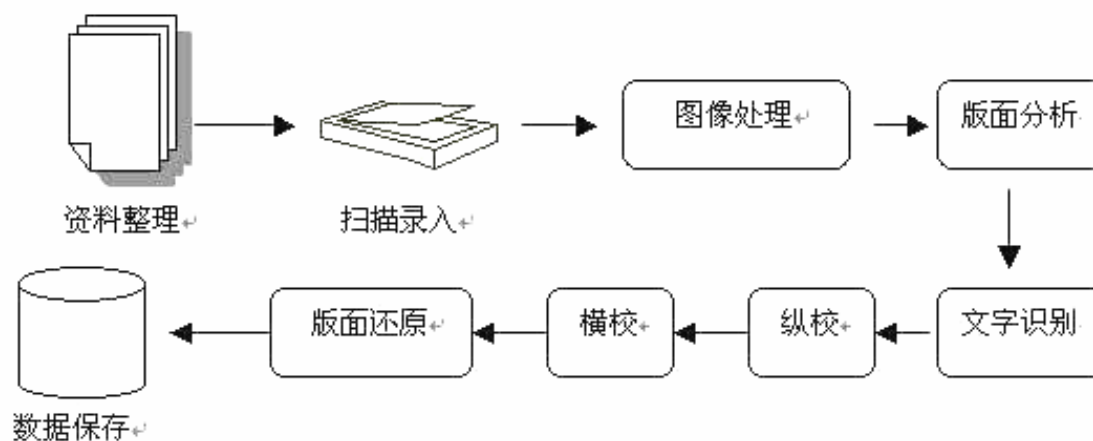 图像处理
版面分析
资料整理
扫描录入
版面还原
横校
纵校
文字识别
数据保存